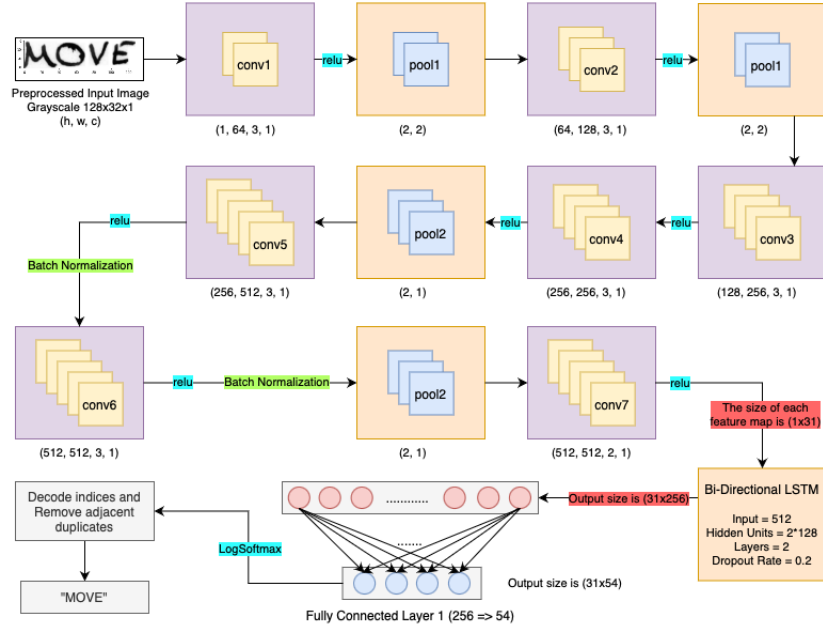 MOVE
Preprocessed Input Image
Grayscale 128x32x1
(h, w, c)
conv1
(1, 64, 3, 1)
relu
pool1
(2, 2)
conv2
(64, 128, 3, 1)
relu
pool1
(2, 2)
conv3
(128, 256, 3, 1)
relu
conv4
(256, 256, 3, 1)
relu
pool2
(2, 1)
conv5
(256, 512, 3, 1)
relu
Batch Normalization
conv6
(512, 512, 3, 1)
relu
Batch Normalization
pool2
(2, 1)
conv7
(512, 512, 2, 1)
relu
The size of each
feature map is (1x31)
Bi-Directional LSTM
Input = 512
Hidden Units = 2*128
Layers = 2
Dropout Rate = 0.2
Output size is (31x256)
............
.......
Output size is (31x54)
Fully Connected Layer 1 (256 => 54)
LogSoftmax
Decode indices and
Remove adjacent
duplicates
"MOVE"